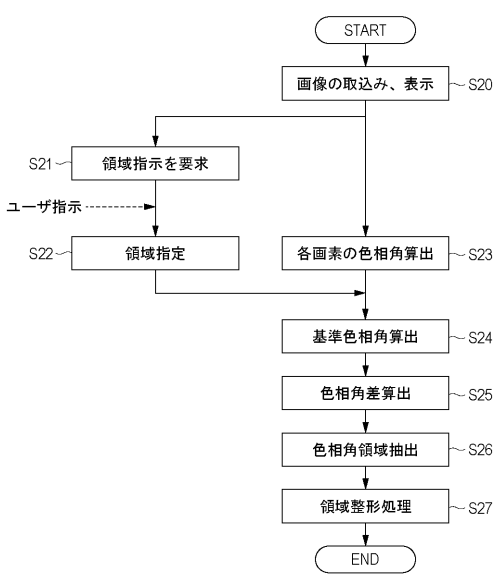 START
画像の取込み、表示
S20
S21
領域指示を要求
ユーザ指示
S22
領域指定
各画素の色相角算出
S23
基準色相角算出
S24
色相角差算出
S25
色相角領域抽出
S26
領域整形処理
S27
END